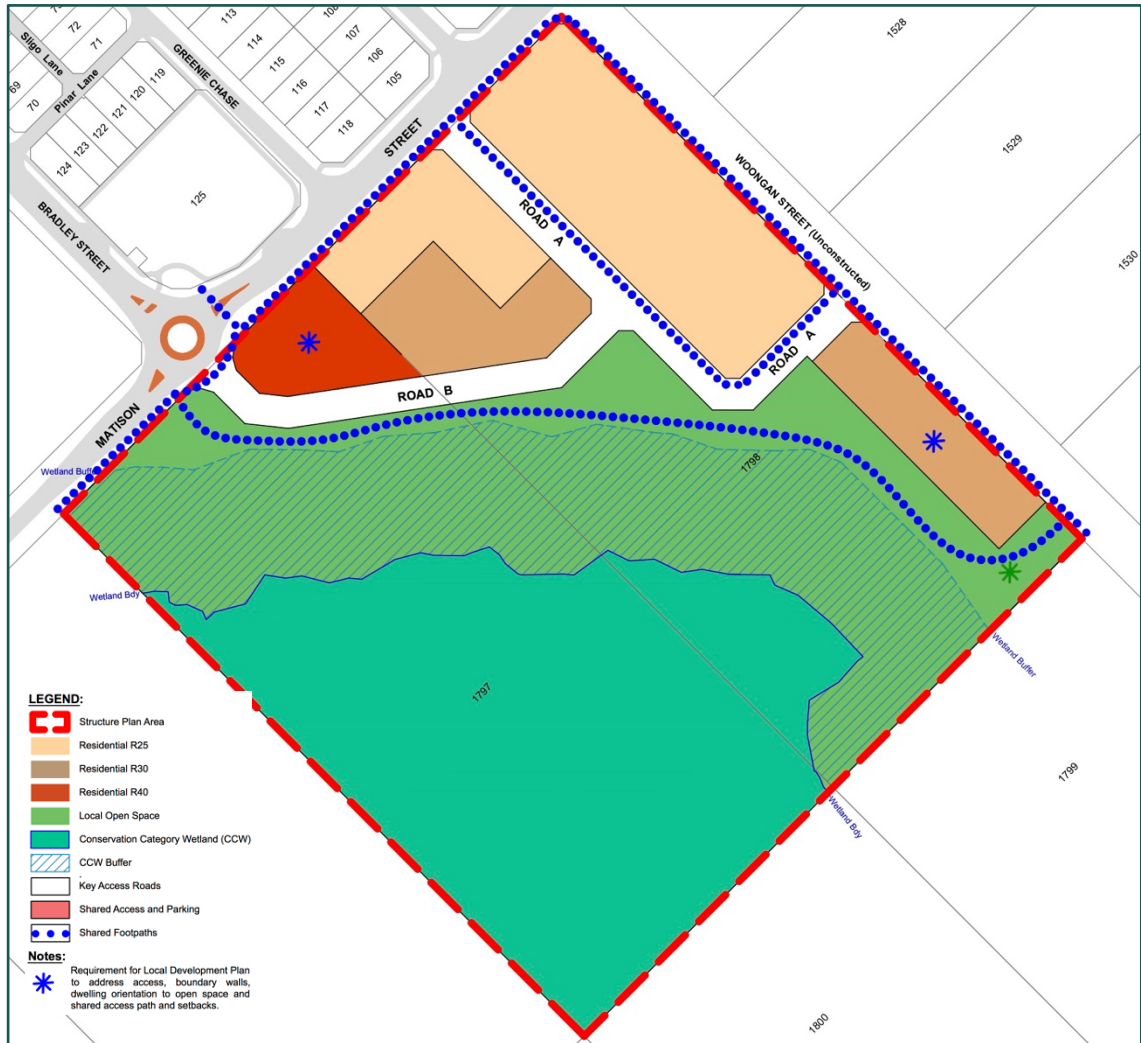 72
71
69
70
Sligo Lane
Pinar Lane
GREENIE CHASE
113
114
115
116
117
118
108
107
106
105
119
120
121
122
123
124
125
BRADLEY STREET
STREET
MATISON
1528
1529
1530
WOONGAN STREET (Unconstructed)
ROAD A
ROAD A
ROAD B
Wetland Buffer
1798
Wetland Bdy
Wetland Buffer
1797
1799
Wetland Bdy
1800
LEGEND:
Structure Plan Area
Residential R25
Residential R30
Residential R40
Local Open Space
Conservation Category Wetland (CCW)
CCW Buffer
Key Access Roads
Shared Access and Parking
Shared Footpaths
Notes:
Requirement for Local Development Plan
to address access, boundary walls,
dwelling orientation to open space and
shared access path and setbacks.